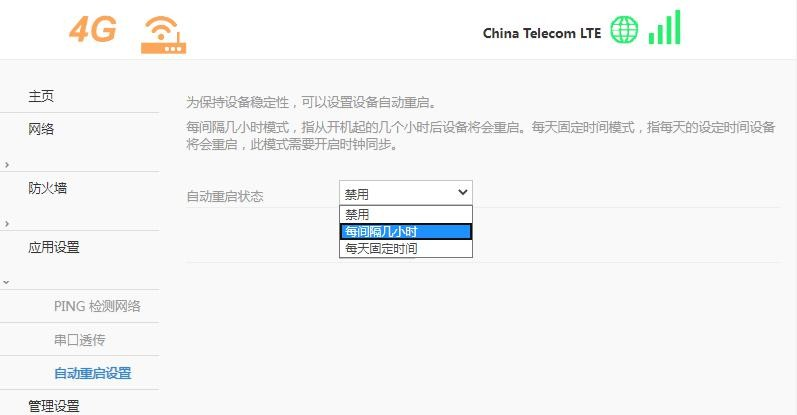 4G
China Telecom LTE
主页
网络
防火墙
应用设置
PING 检测网络
串口透传
自动重启设置
管理设置
为保持设备稳定性，可以设置设备自动重启。
每间隔几小时模式，指从开机起的几个小时后设备将会重启。每天固定时间模式，指每天的设定时间设备
将会重启，此模式需要开启时钟同步。
自动重启状态
禁用
禁用
每间隔几小时
每天固定时间